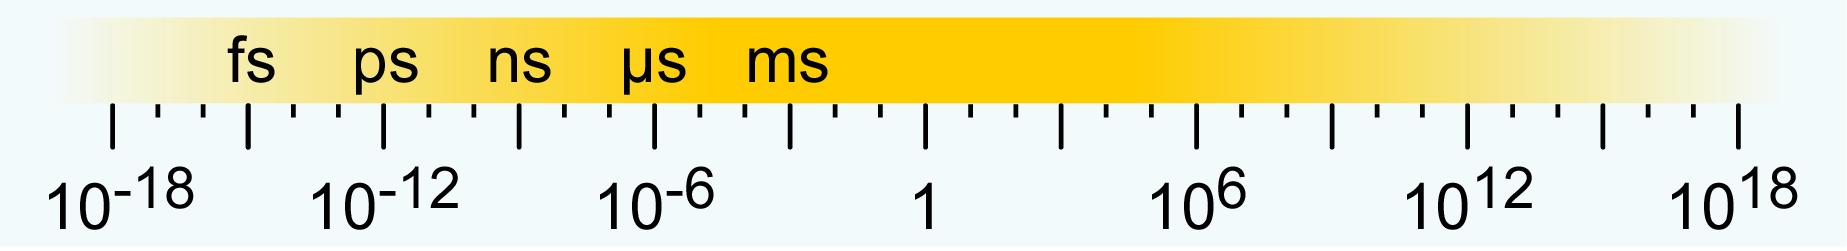 fs ps ns µs ms
10⁻¹⁸ 10⁻¹² 10⁻⁶ 1 10⁶ 10¹² 10¹⁸